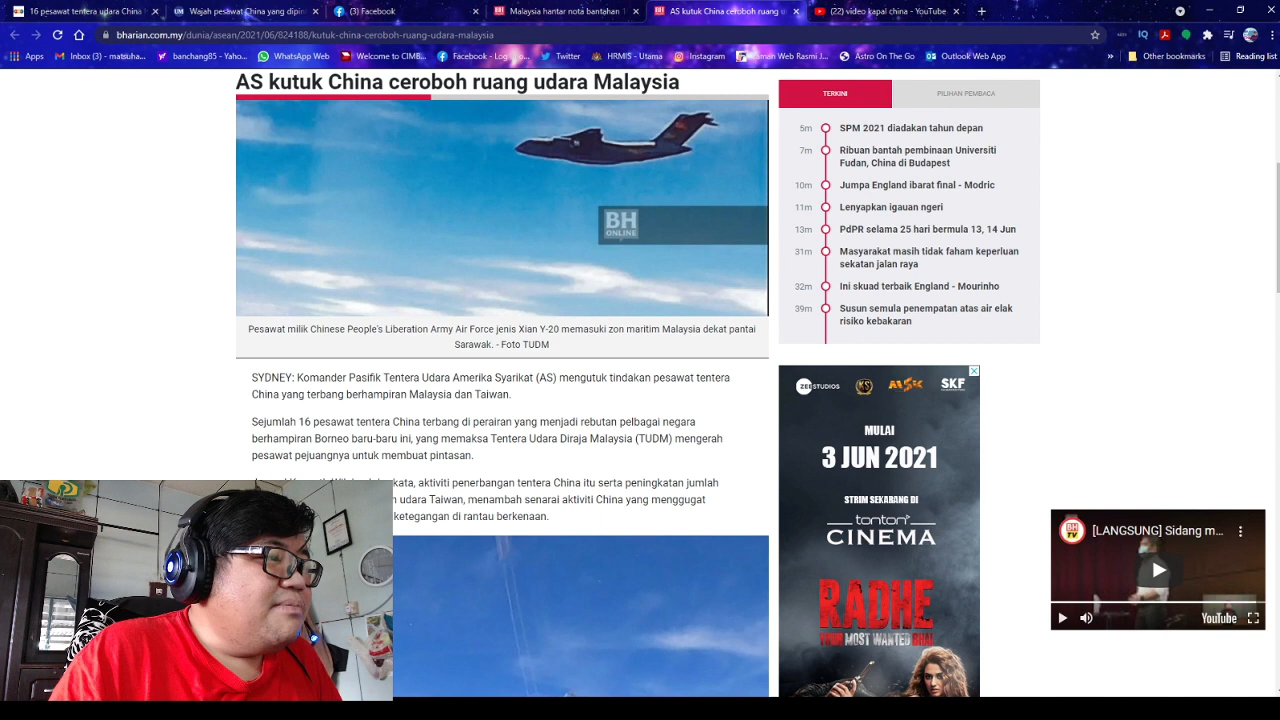 16 pesawat tentera China terba
Wajah pesawat China yang dipin
(3) Facebook
Malaysia hantar nota bantahan
AS kutuk China ceroboh ruang u
(22) video kapal china - YouTube
bharian.com.my/dunia/asean/2021/06/824188/kutuk-china-ceroboh-ruang-udara-malaysia
Apps
Inbox (3) - matsuha...
banchang85 - Yaho...
WhatsApp Web
Welcome to CIMB...
Facebook - Log in o...
Twitter
HRMIS - Utama
Instagram
Laman Web Rasmi J...
Astro On The Go
Outlook Web App
Other bookmarks
Reading list
AS kutuk China ceroboh ruang udara Malaysia
BH
ONLINE
Pesawat milik Chinese People's Liberation Army Air Force jenis Xian Y-20 memasuki zon maritim Malaysia dekat pantai
Sarawak. - Foto TUDM
SYDNEY: Komander Pasifik Tentera Udara Amerika Syarikat (AS) mengutuk tindakan pesawat tentera
China yang terbang berhampiran Malaysia dan Taiwan.
Sejumlah 16 pesawat tentera China terbang di perairan yang menjadi rebutan pelbagai negara
berhampiran Borneo baru-baru ini, yang memaksa Tentera Udara Diraja Malaysia (TUDM) mengerah
pesawat pejuangnya untuk membuat pintasan.
aktiviti penerbangan tentera China itu serta peningkatan jumlah
udara Taiwan, menambah senarai aktiviti China yang menggugat
ketegangan di rantau berkenaan.
TERKINI
PILIHAN PEMBACA
5m SPM 2021 diadakan tahun depan
7m Ribuan bantah pembinaan Universiti
Fudan, China di Budapest
10m Jumpa England ibarat final - Modric
11m Lenyapkan igauan ngeri
13m PdPR selama 25 hari bermula 13, 14 Jun
31m Masyarakat masih tidak faham keperluan
sekatan jalan raya
32m Ini skuad terbaik England - Mourinho
39m Susun semula penempatan atas air elak
risiko kebakaran
ZEE STUDIOS
SKF
MULAI
3 JUN 2021
STRIM SEKARANG DI
tonton
CINEMA
RADHE
YOUR MOST WANTED BHAI
BH
TV
[LANGSUNG] Sidang m...
YouTube